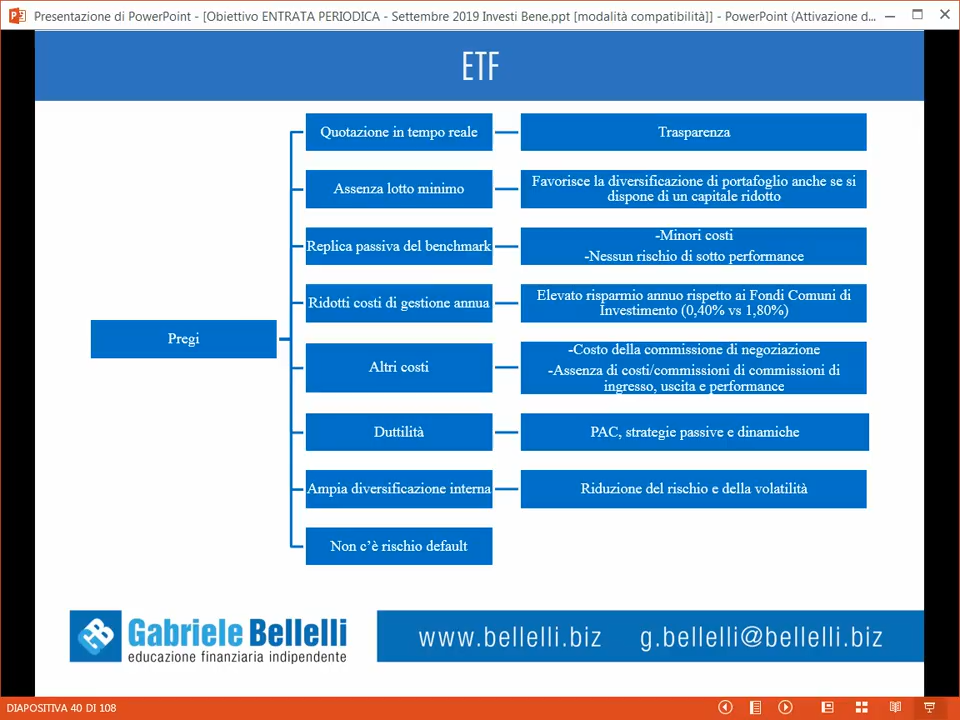 Presentazione di PowerPoint - [Obiettivo ENTRATA PERIODICA - Settembre 2019 Investi Bene.ppt [modalità compatibilità]] - PowerPoint (Attivazione d...
ETF
Pregi
Quotazione in tempo reale
Trasparenza
Assenza lotto minimo
Favorisce la diversificazione di portafoglio anche se si
dispone di un capitale ridotto
Replica passiva del benchmark
-Minori costi
-Nessun rischio di sotto performance
Ridotti costi di gestione annua
Elevato risparmio annuo rispetto ai Fondi Comuni di
Investimento (0,40% vs 1,80%)
Altri costi
-Costo della commissione di negoziazione
-Assenza di costi/commissioni di commissioni di
ingresso, uscita e performance
Duttilità
PAC, strategie passive e dinamiche
Ampia diversificazione interna
Riduzione del rischio e della volatilità
Non c'è rischio default
Gabriele Bellelli
educazione finanziaria indipendente
www.bellelli.biz g.bellelli@bellelli.biz
DIAPOSITIVA 40 DI 108